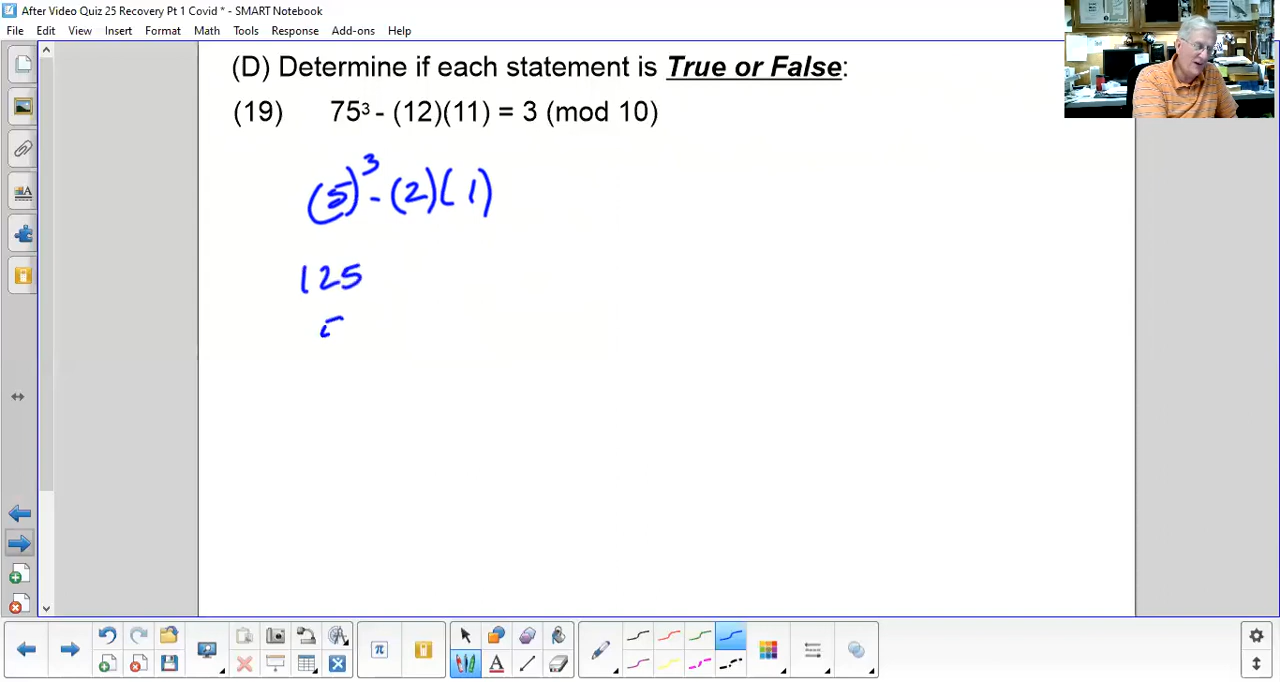 After Video Quiz 25 Recovery Pt 1 Covid * - SMART Notebook
File Edit View Insert Format Math Tools Response Add-ons Help
(D) Determine if each statement is True or False:
(19) 75³ - (12)(11) = 3 (mod 10)
(5)³ - (2)(1)
125
5